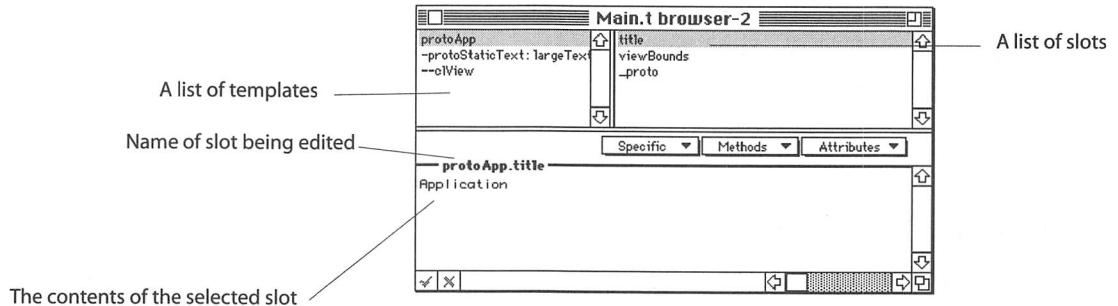 Main.t browser-2
protoApp
-protoStaticText: largeText
--clView
title
viewBounds
_proto
A list of slots
A list of templates
Name of slot being edited
Specific
Methods
Attributes
protoApp.title
Application
The contents of the selected slot